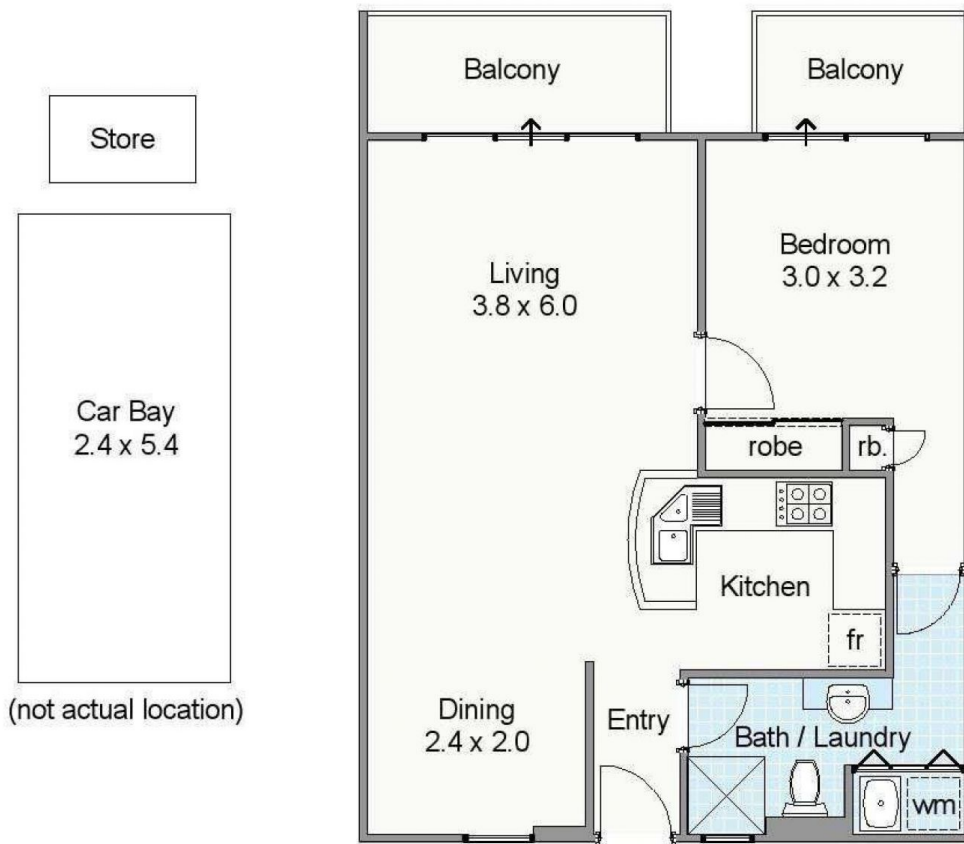 Balcony
Balcony
Store
Living
3.8 x 6.0
Bedroom
3.0 x 3.2
Car Bay
2.4 x 5.4
robe
rb.
Kitchen
fr
(not actual location)
Dining
2.4 x 2.0
Entry
Bath / Laundry
wm